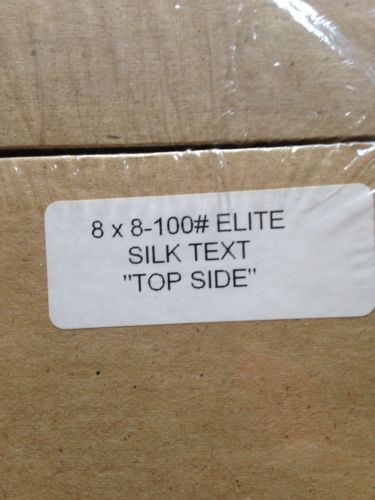 8 x 8-100# ELITE
SILK TEXT
"TOP SIDE"